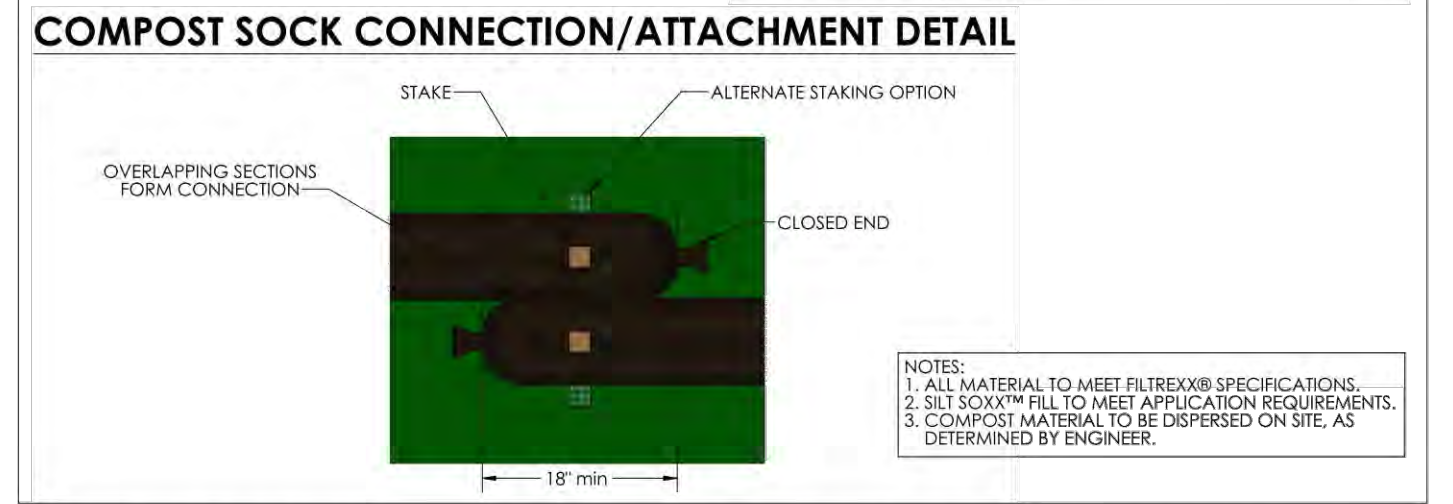 COMPOST SOCK CONNECTION/ATTACHMENT DETAIL
STAKE
ALTERNATE STAKING OPTION
OVERLAPPING SECTIONS
FORM CONNECTION
CLOSED END
NOTES:
1. ALL MATERIAL TO MEET FILTREXX® SPECIFICATIONS.
2. SILT SOXX™ FILL TO MEET APPLICATION REQUIREMENTS.
3. COMPOST MATERIAL TO BE DISPERSED ON SITE, AS
DETERMINED BY ENGINEER.
18" min